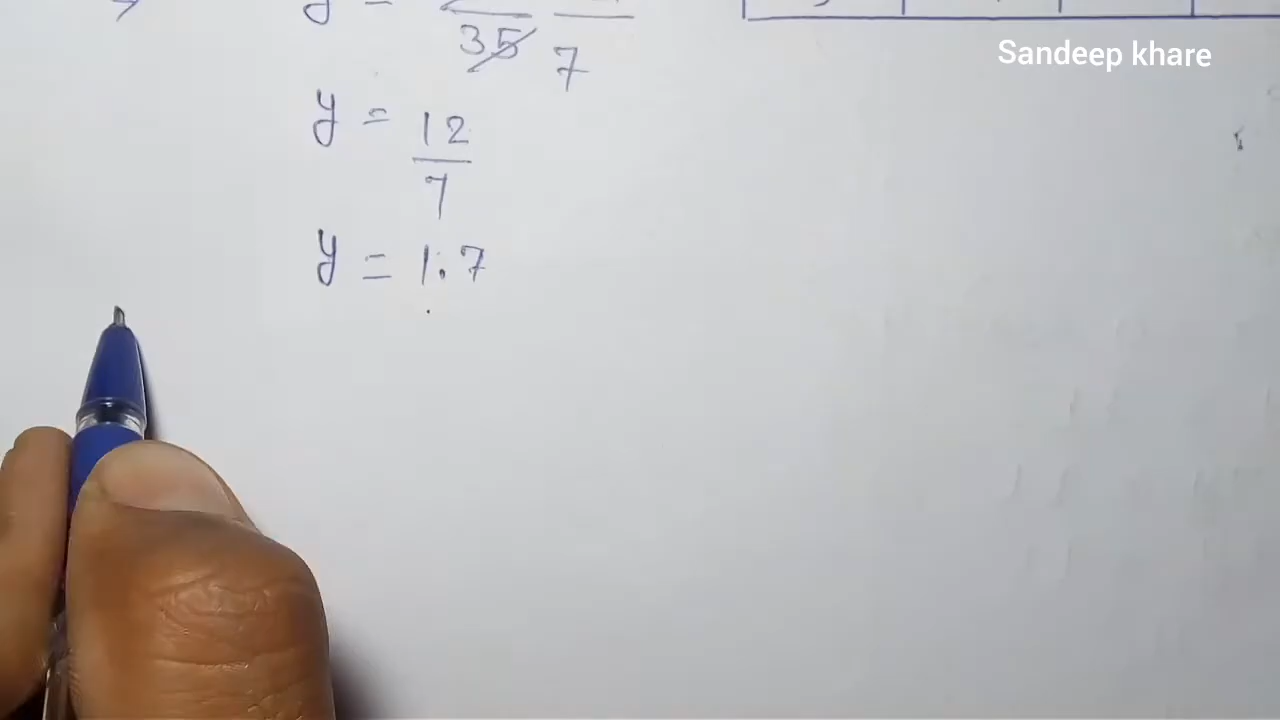 y =
35 7
Sandeep khare
y = 12
7
y = 1.7